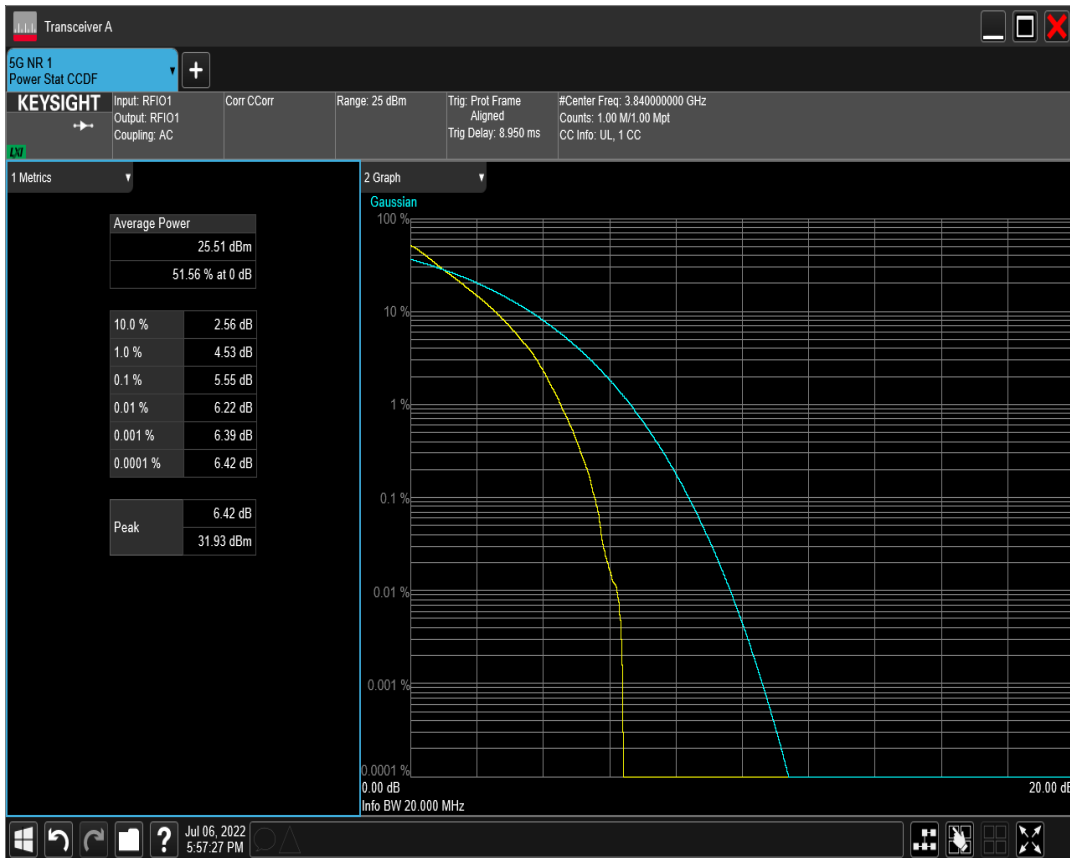 Transceiver A
5G NR 1
Power Stat CCDF
KEYSIGHT
LXI
Input: RFIO1
Output: RFIO1
Coupling: AC
Corr CCorr
Range: 25 dBm
Trig: Prot Frame
Aligned
Trig Delay: 8.950 ms
#Center Freq: 3.840000000 GHz
Counts: 1.00 M/1.00 Mpt
CC Info: UL, 1 CC
1 Metrics
Average Power
25.51 dBm
51.56 % at 0 dB
10.0 % 2.56 dB
1.0 % 4.53 dB
0.1 % 5.55 dB
0.01 % 6.22 dB
0.001 % 6.39 dB
0.0001 % 6.42 dB
Peak
6.42 dB
31.93 dBm
2 Graph
Gaussian
100 %
10 %
1 %
0.1 %
0.01 %
0.001 %
0.0001 %
0.00 dB 20.00 dB
Info BW 20.000 MHz
?
Jul 06, 2022
5:57:27 PM